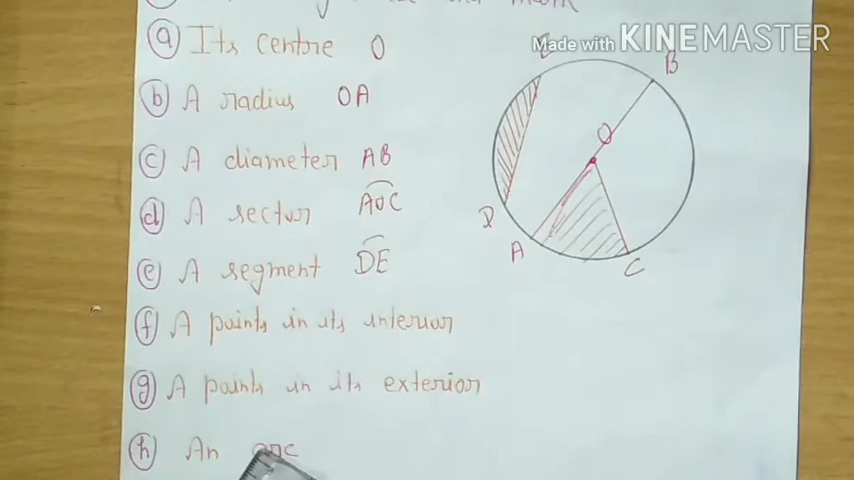 Made with KINEMASTER
(a) Its centre O
(b) A radius OA
(c) A diameter AB
(d) A sector AOC
(e) A segment DE
(f) A points in its interior
(g) A points in its exterior
(h) An arc
E
B
O
D
A
C